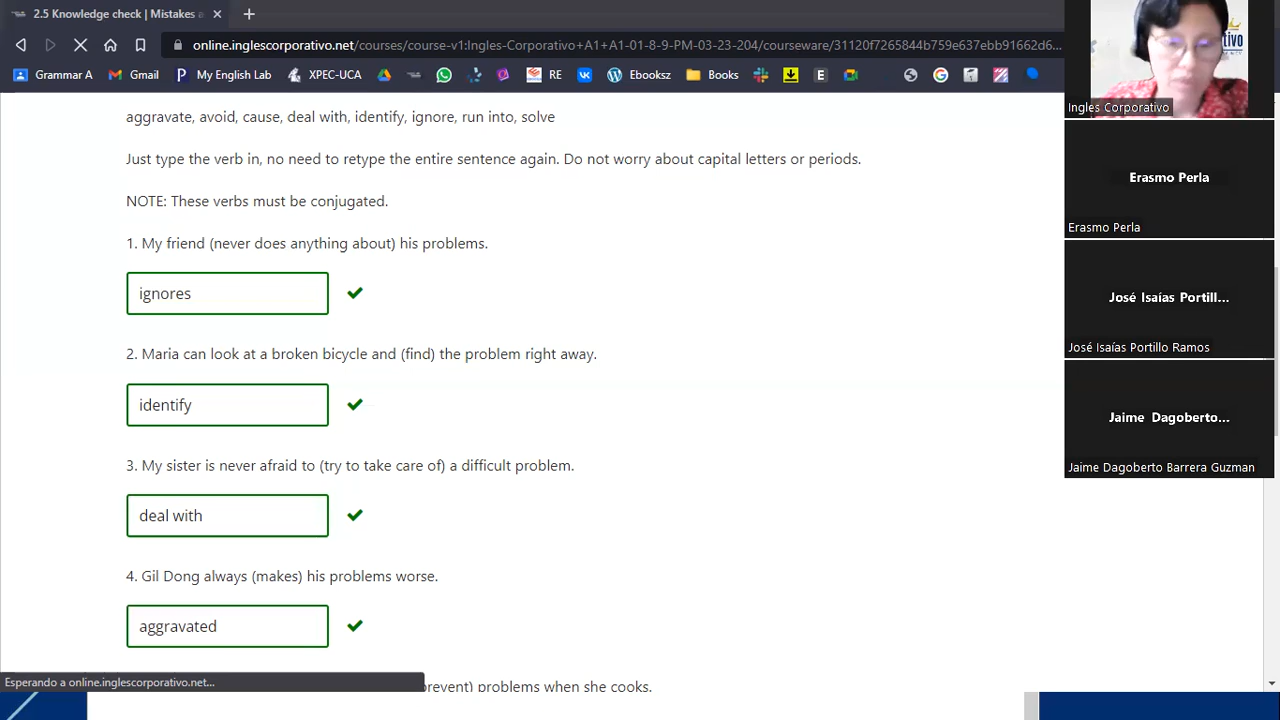 2.5 Knowledge check | Mistakes a
online.inglescorporativo.net/courses/course-v1:Ingles-Corporativo+A1+A1-01-8-9-PM-03-23-204/courseware/31120f7265844b759e637ebb91662d6...
Grammar A Gmail My English Lab XPEC-UCA RE Ebooksz Books
aggravate, avoid, cause, deal with, identify, ignore, run into, solve
Just type the verb in, no need to retype the entire sentence again. Do not worry about capital letters or periods.
NOTE: These verbs must be conjugated.
1. My friend (never does anything about) his problems.
ignores
2. Maria can look at a broken bicycle and (find) the problem right away.
identify
3. My sister is never afraid to (try to take care of) a difficult problem.
deal with
4. Gil Dong always (makes) his problems worse.
aggravated
prevent) problems when she cooks.
Esperando a online.inglescorporativo.net...
Ingles Corporativo
Erasmo Perla
Erasmo Perla
José Isaías Portill...
José Isaías Portillo Ramos
Jaime Dagoberto...
Jaime Dagoberto Barrera Guzman